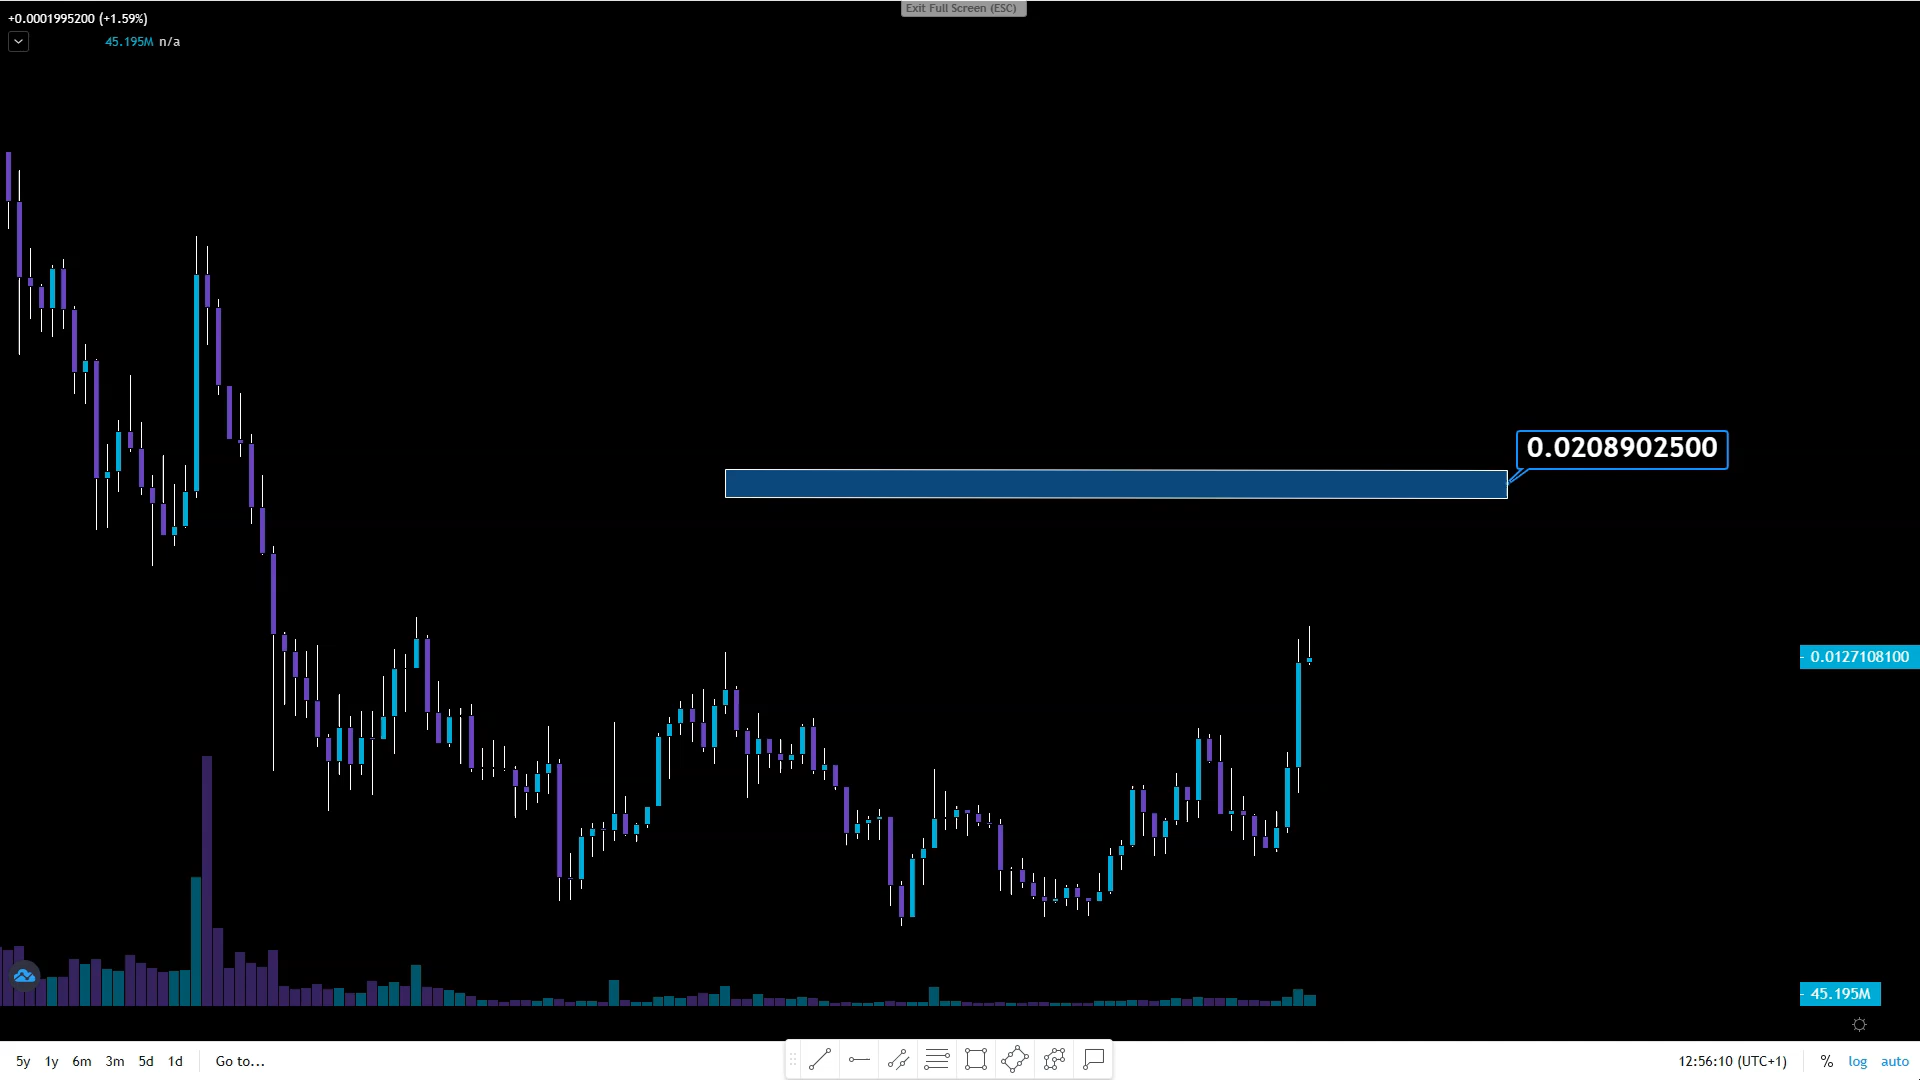 Exit Full Screen (ESC)
+0.0001995200 (+1.59%)
45.195M n/a
0.0208902500
0.0127108100
45.195M
5y 1y 6m 3m 5d 1d Go to... 12:56:10 (UTC+1) % log auto